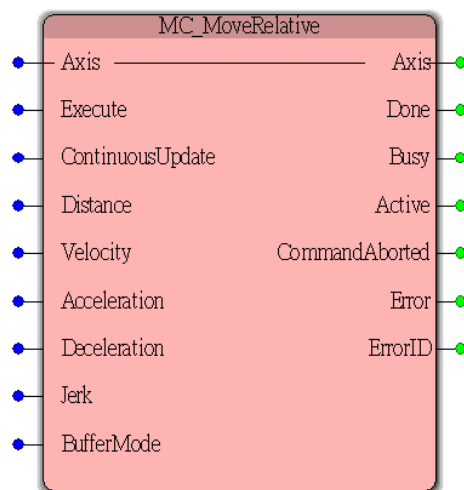 MC_MoveRelative
Axis Axis
Execute Done
ContinuousUpdate Busy
Distance Active
Velocity CommandAborted
Acceleration Error
Deceleration ErrorID
Jerk
BufferMode